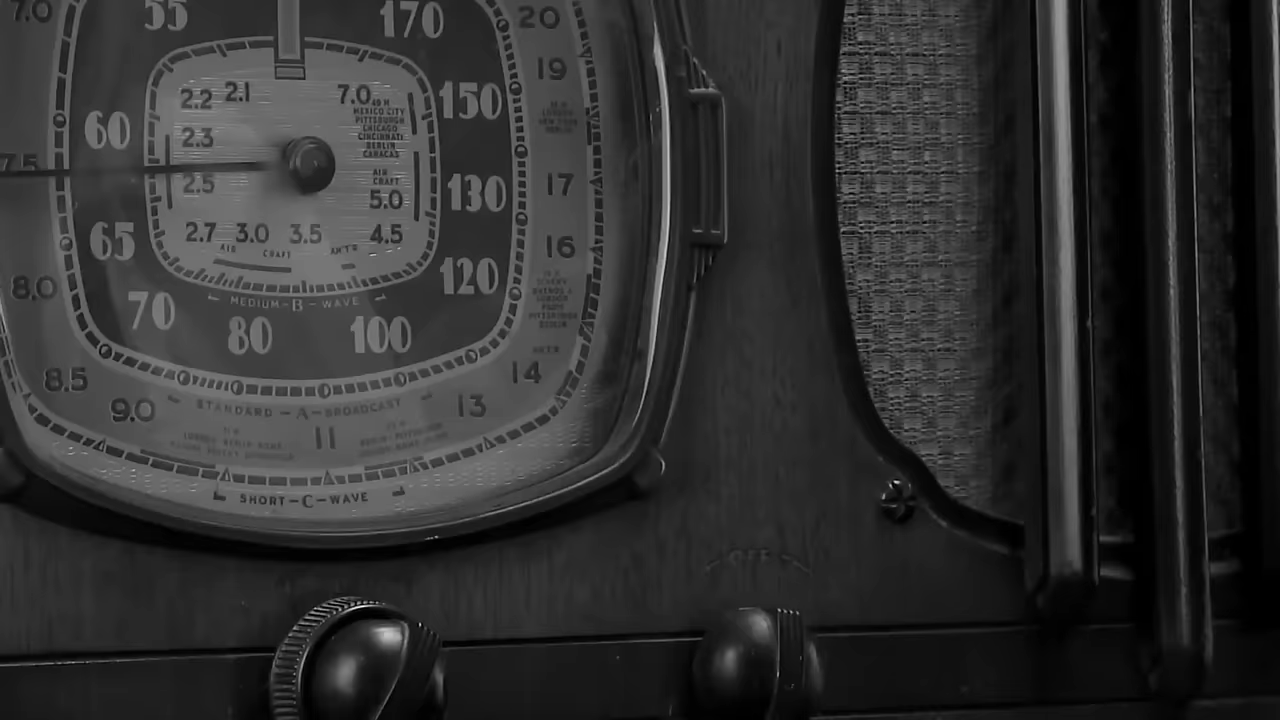 7.0
55
170
20
2.2
2.1
7.0
49 M
MEXICO CITY
PITTSBURGH
CHICAGO
CINCINNATI
BERLIN
CARACAS
150
19
60
2.3
7.5
2.5
AIR
CRAFT
5.0
130
17
65
2.7
3.0
3.5
4.5
AIR
CRAFT
AM'T'R
16
8.0
120
MEDIUM-B-WAVE
70
80
100
8.5
14
9.0
STANDARD-A-BROADCAST
13
11
SHORT-C-WAVE
OFF